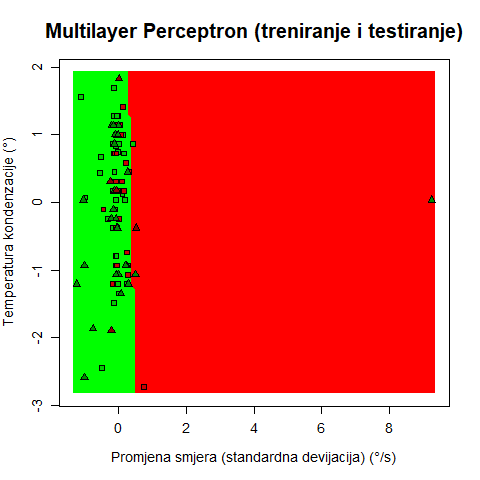 Multilayer Perceptron (treniranje i testiranje)
Temperatura kondenzacije (°)
2
1
0
-1
-2
-3
0 2 4 6 8
Promjena smjera (standardna devijacija) (°/s)